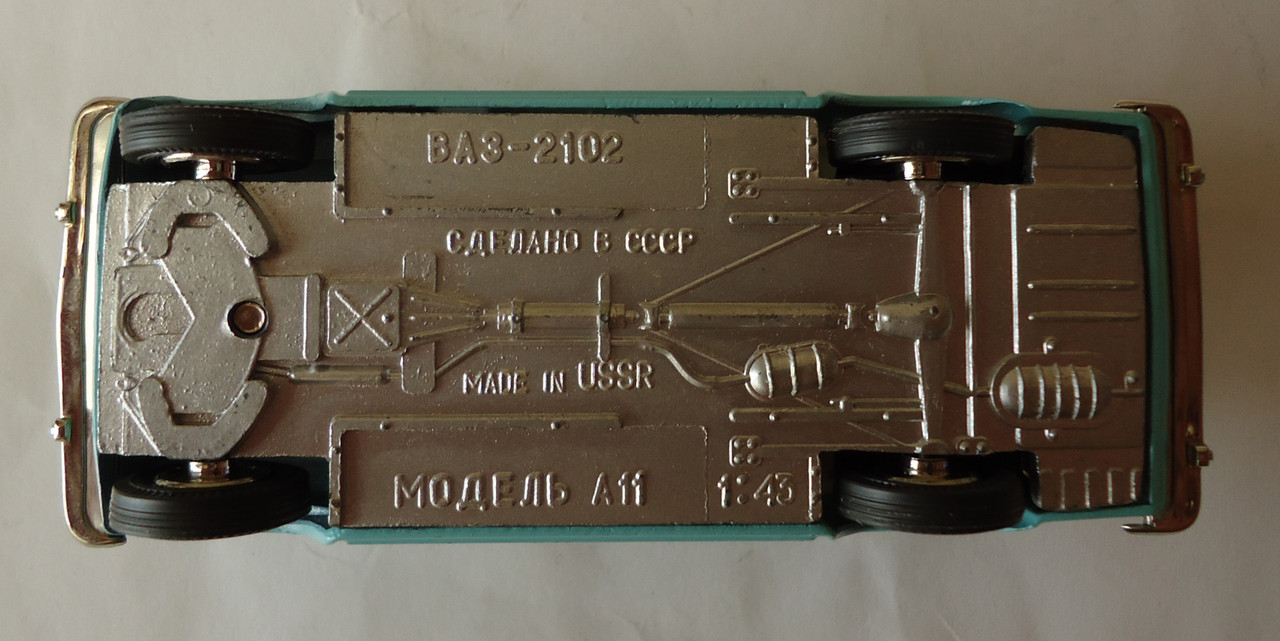 ВАЗ-2102
СДЕЛАНО В СССР
MADE IN USSR
МОДЕЛЬ А11
1:43